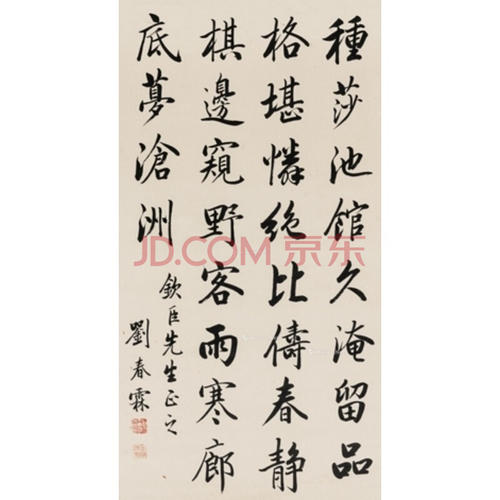 種莎池館久淹留品
格堪憐絶比儔春静
棋邊窺野客雨寒廊
底夢滄洲
欽臣先生正之
劉春霖
JD.COM 京东